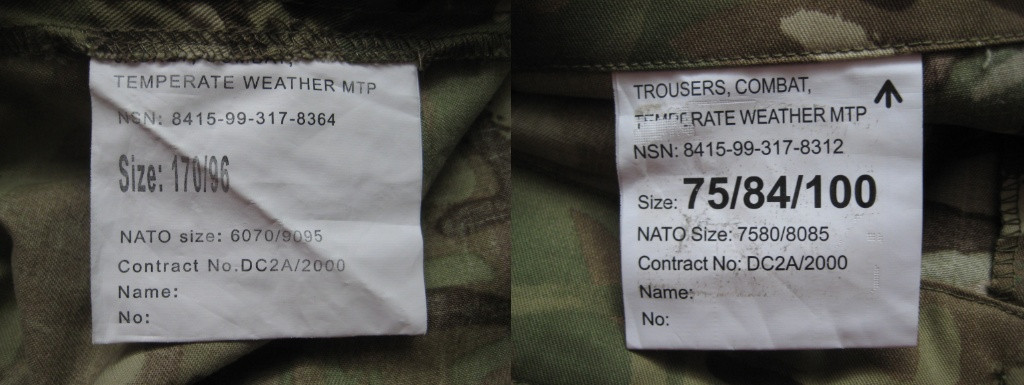 TEMPERATE WEATHER MTP
NSN: 8415-99-317-8364
Size: 170/96
NATO size: 6070/9095
Contract No.DC2A/2000
Name:
No:
TROUSERS, COMBAT,
TEMPERATE WEATHER MTP
NSN: 8415-99-317-8312
Size: 75/84/100
NATO Size: 7580/8085
Contract No: DC2A/2000
Name:
No: